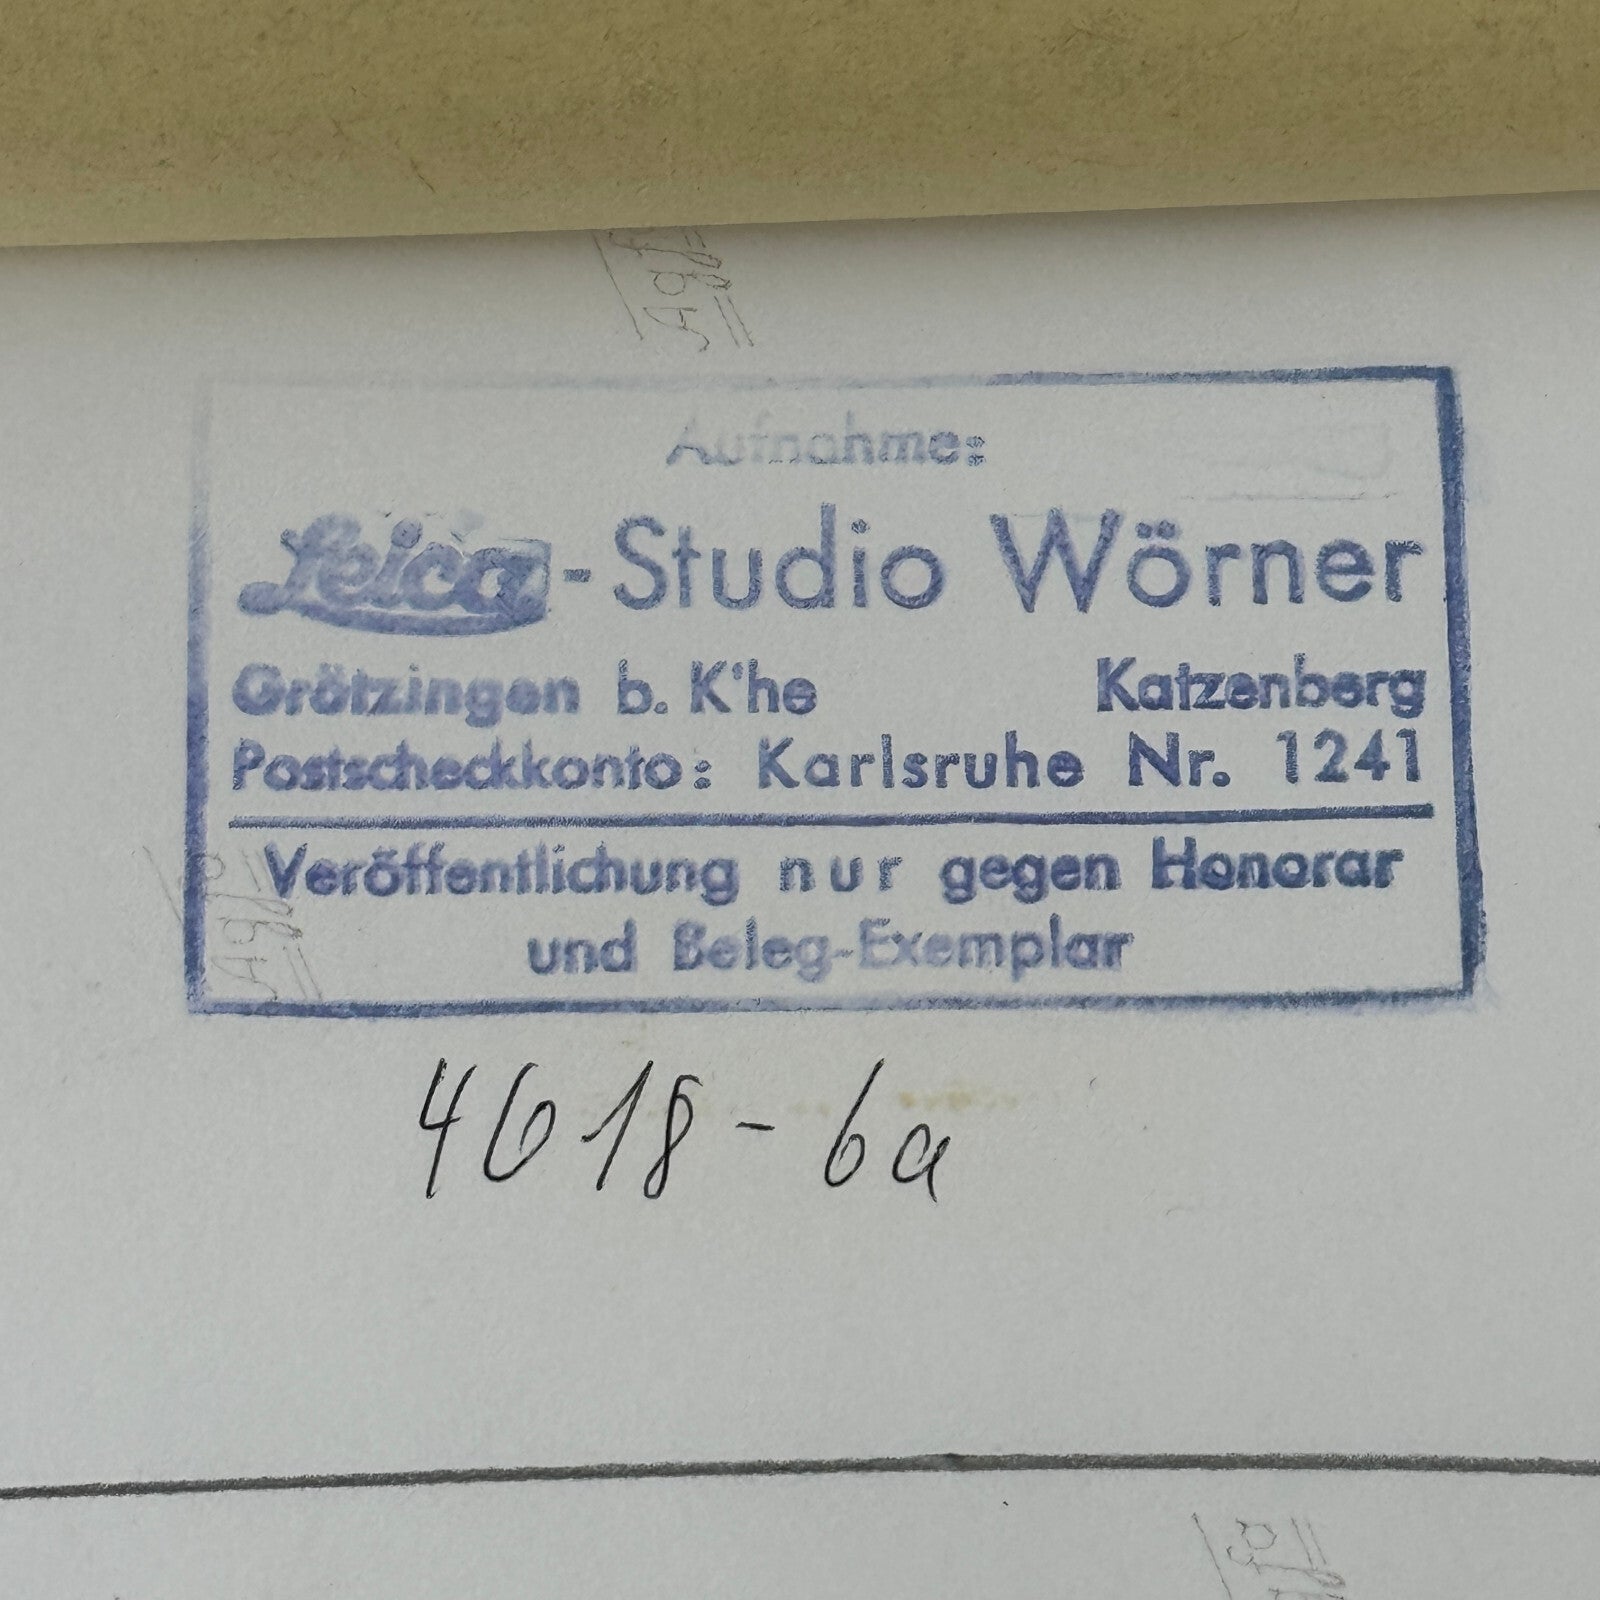 Aufnahme:
Leica-Studio Wörner
Grötzingen b. K'he Katzenberg
Postscheckkonto: Karlsruhe Nr. 1241
Veröffentlichung nur gegen Honorar
und Beleg-Exemplar
4618-6a